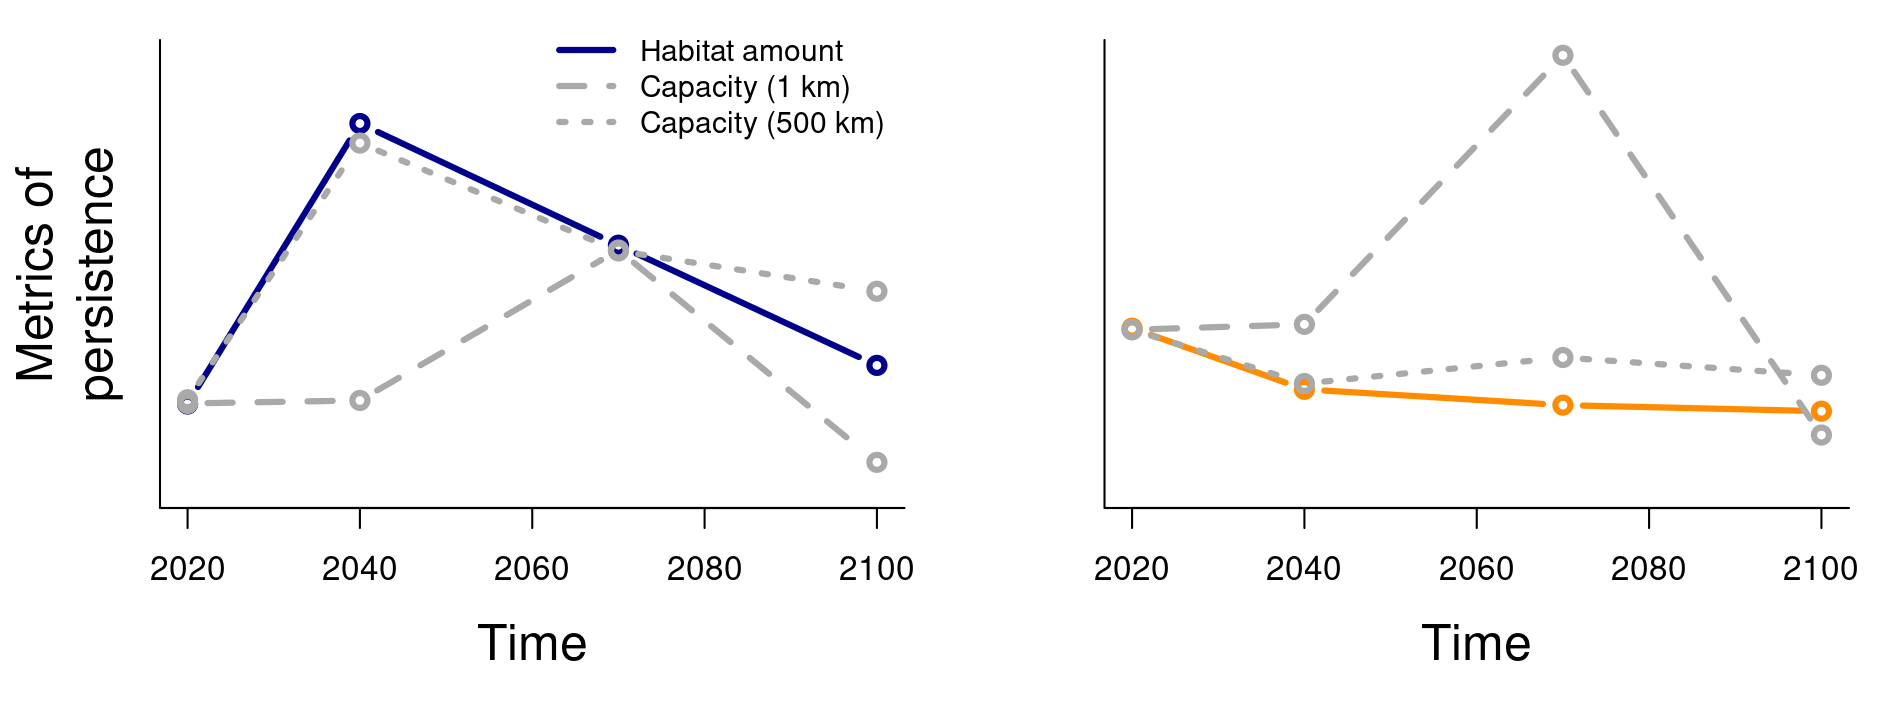 Metrics of
persistence
Habitat amount
Capacity (1 km)
Capacity (500 km)
2020 2040 2060 2080 2100
Time
2020 2040 2060 2080 2100
Time